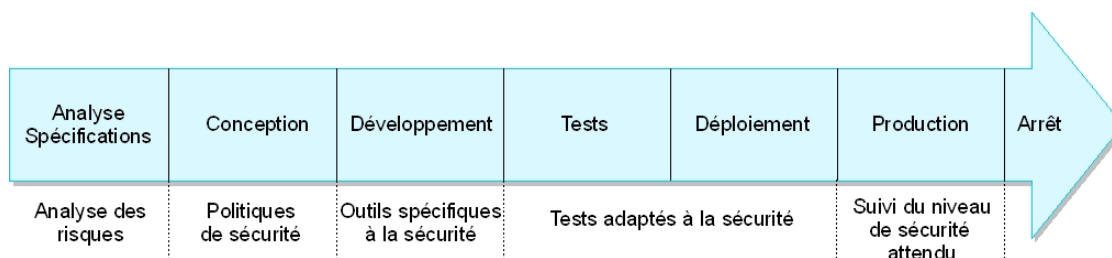 Analyse
Spécifications
Conception
Développement
Tests
Déploiement
Production
Arrêt
Analyse des
risques
Politiques
de sécurité
Outils spécifiques
à la sécurité
Tests adaptés à la sécurité
Suivi du niveau
de sécurité
attendu